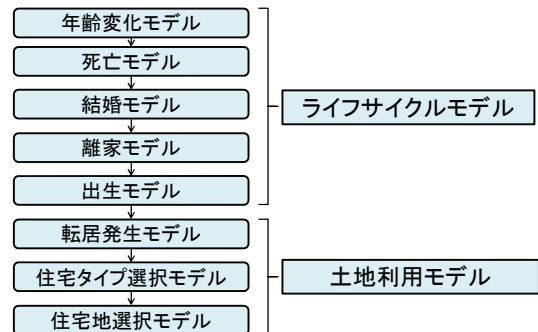 年齢変化モデル
死亡モデル
結婚モデル
離家モデル
出生モデル
転居発生モデル
住宅タイプ選択モデル
住宅地選択モデル
ライフサイクルモデル
土地利用モデル